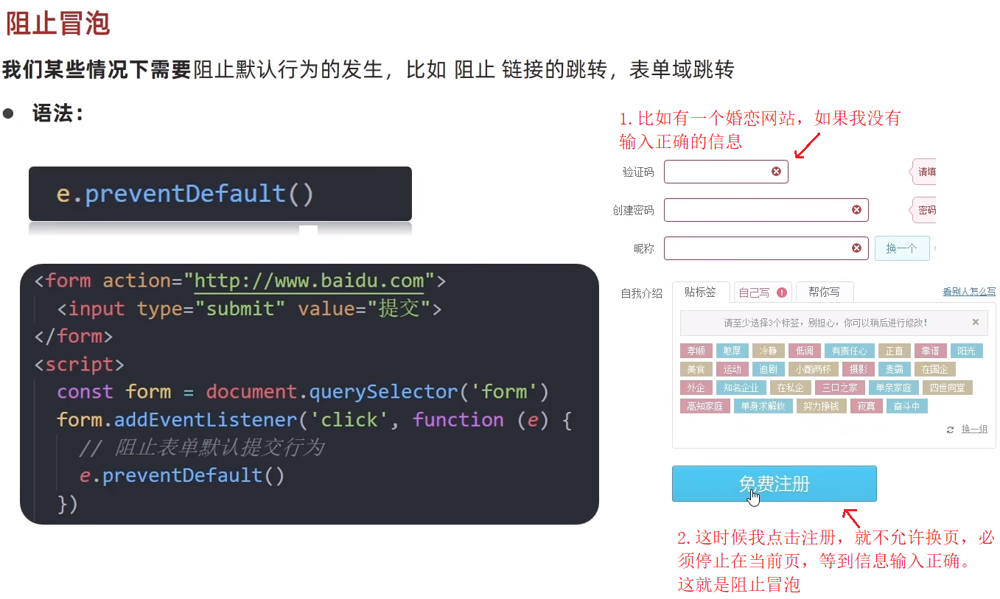 阻止冒泡
我们某些情况下需要阻止默认行为的发生，比如 阻止 链接的跳转，表单域跳转
● 语法：
e.preventDefault()
<form action="http://www.baidu.com">
<input type="submit" value="提交">
</form>
<script>
const form = document.querySelector('form')
form.addEventListener('click', function (e) {
// 阻止表单默认提交行为
e.preventDefault()
})
1.比如有一个婚恋网站，如果我没有
输入正确的信息
验证码 请填
创建密码 密码
昵称 换一个
自我介绍 贴标签 自己写 帮你写 看别人怎么写
请至少选择3个标签，别担心，你可以稍后进行修改！
孝顺 憨厚 冷静 低调 有责任心 正直 靠谱 阳光
美食 运动 追剧 小酌两杯 摄影 麦霸 在国企
外企 知名企业 在私企 三口之家 单亲家庭 四世同堂
高知家庭 单身求解救 努力挣钱 寂寞 奋斗中
换一组
免费注册
2.这时候我点击注册，就不允许换页，必
须停止在当前页，等到信息输入正确。
这就是阻止冒泡